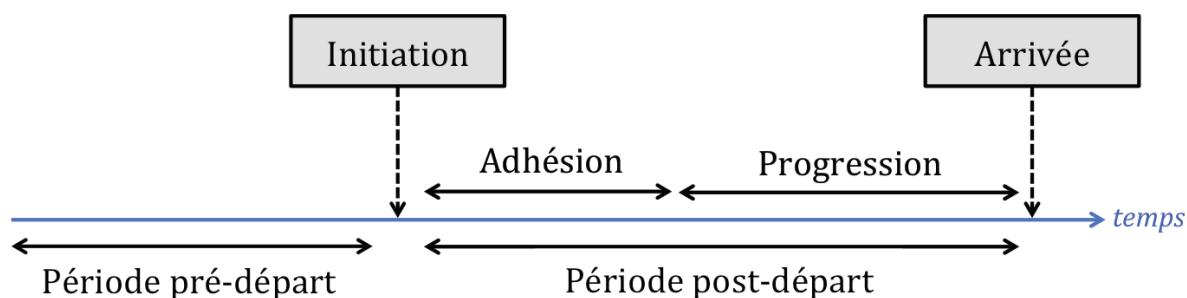 Initiation
Arrivée
Adhésion
Progression
temps
Période pré-départ
Période post-départ